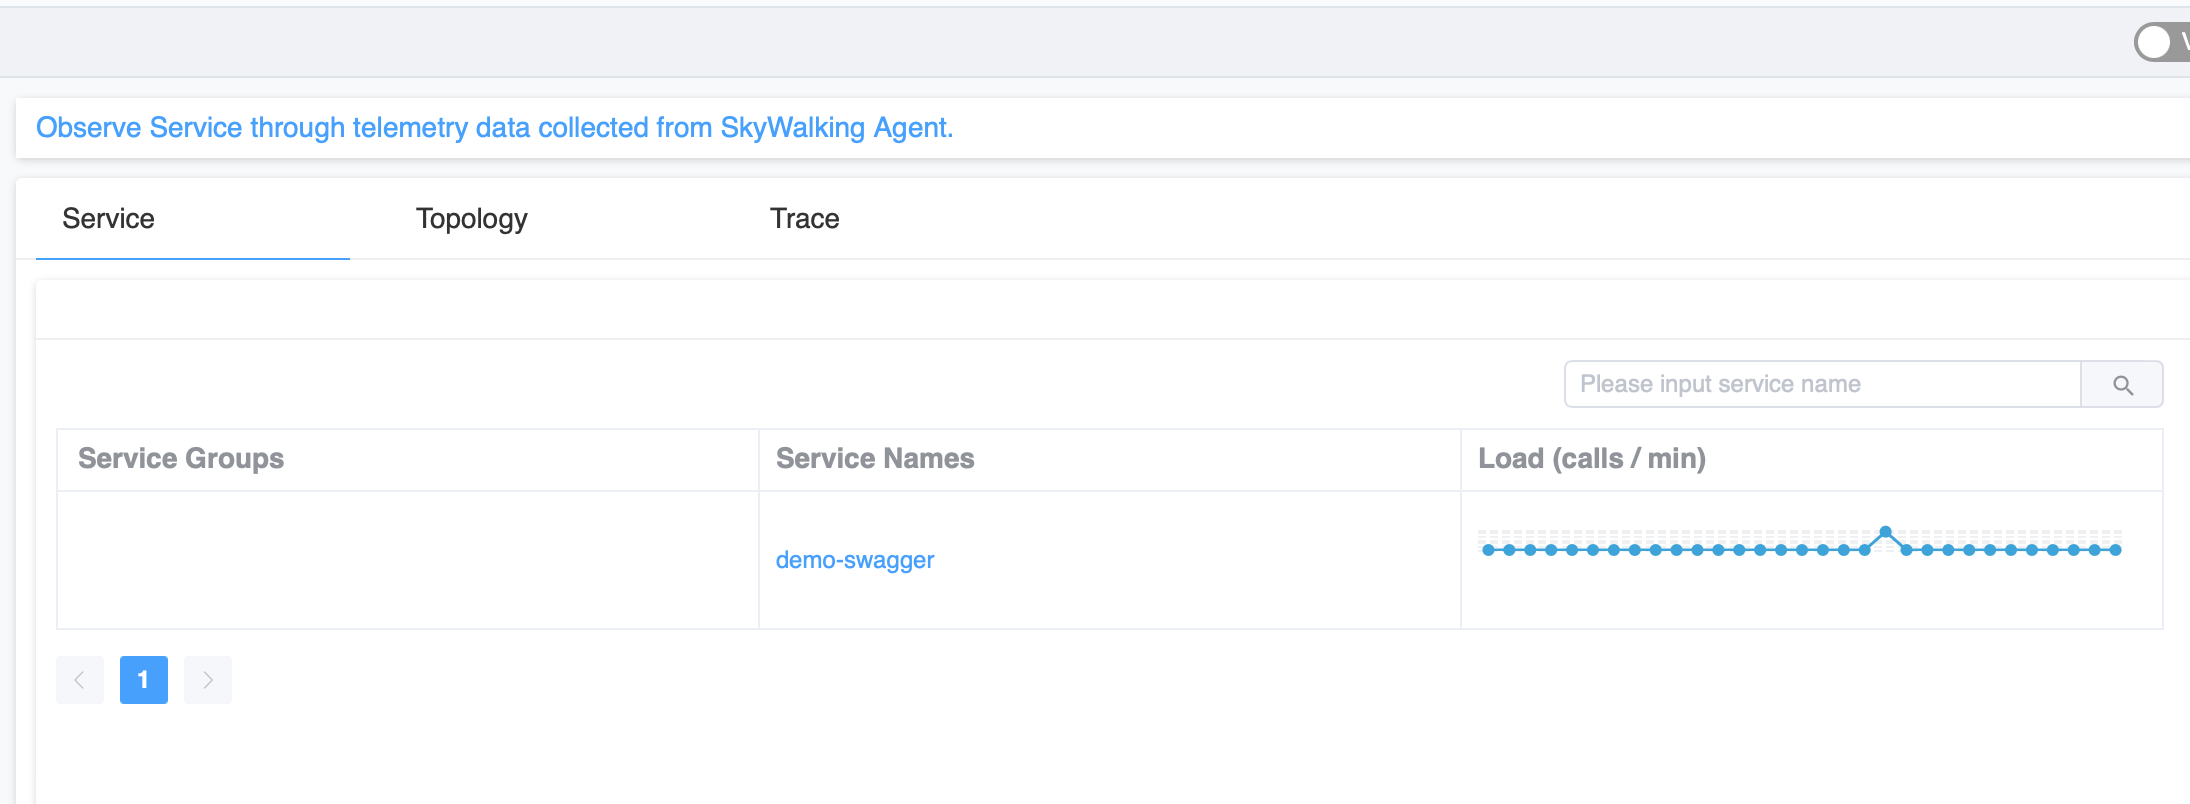 Observe Service through telemetry data collected from SkyWalking Agent.
Service Topology Trace
Please input service name
Service Groups Service Names Load (calls / min)
demo-swagger
1